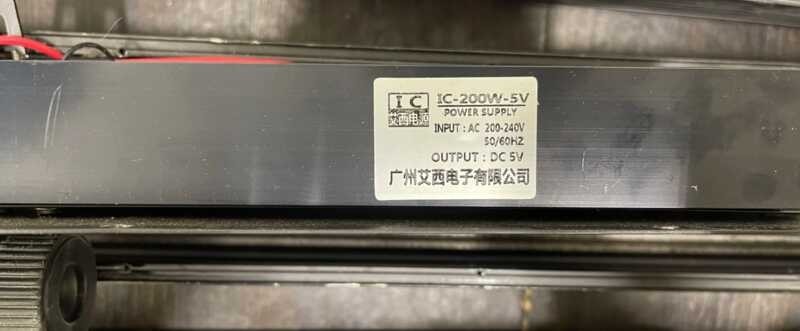 IC
艾西电源
IC-200W-5V
POWER SUPPLY
INPUT : AC 200-240V
50/60HZ
OUTPUT : DC 5V
广州艾西电子有限公司